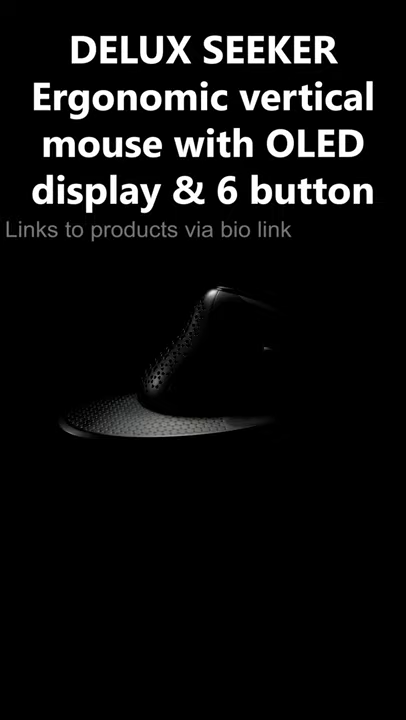 DELUX SEEKER
Ergonomic vertical
mouse with OLED
display & 6 button
Links to products via bio link